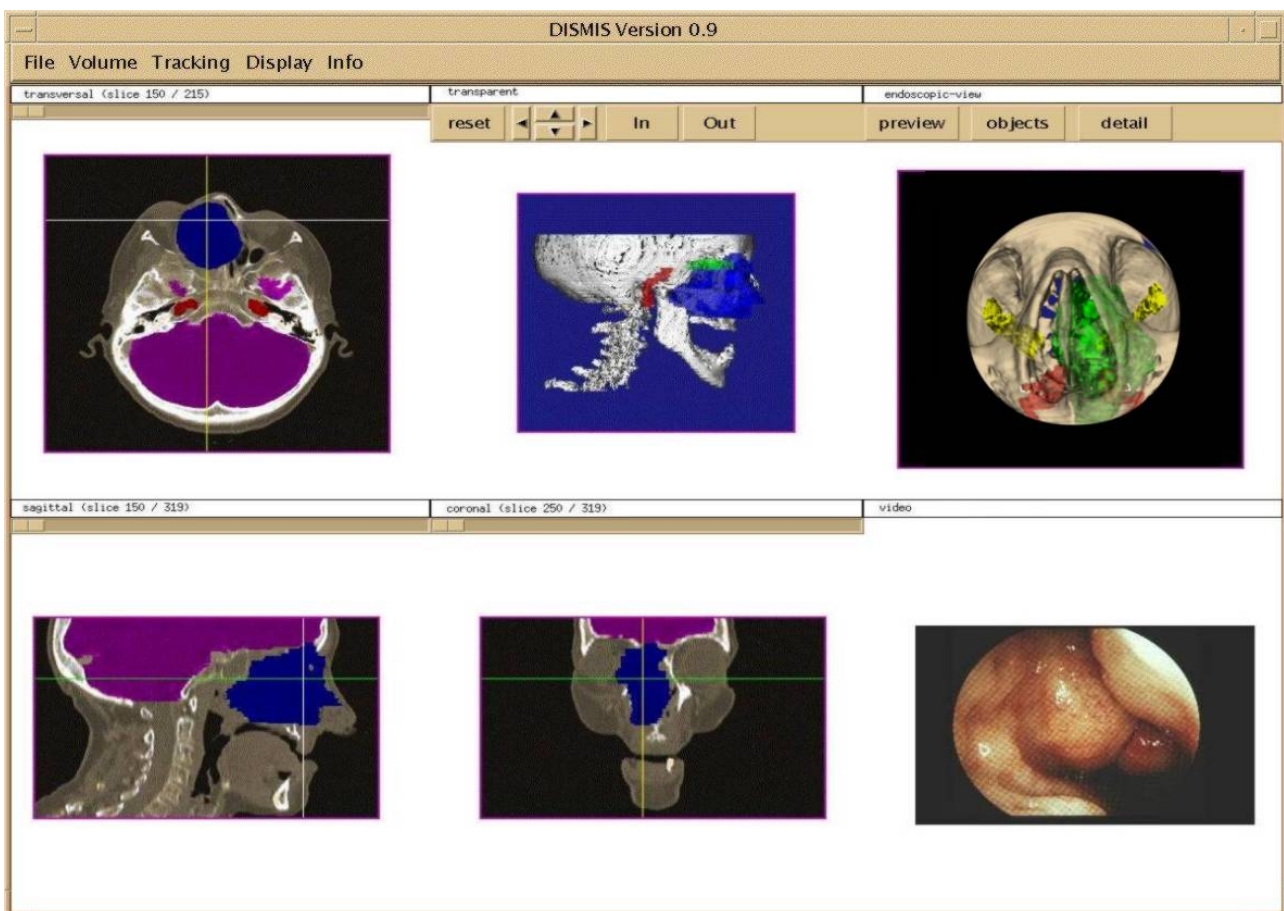 DISMIS Version 0.9
File Volume Tracking Display Info
transversal (slice 150 / 215)
transparent
endoscopic-view
reset In Out
preview objects detail
sagittal (slice 150 / 319)
coronal (slice 250 / 319)
video